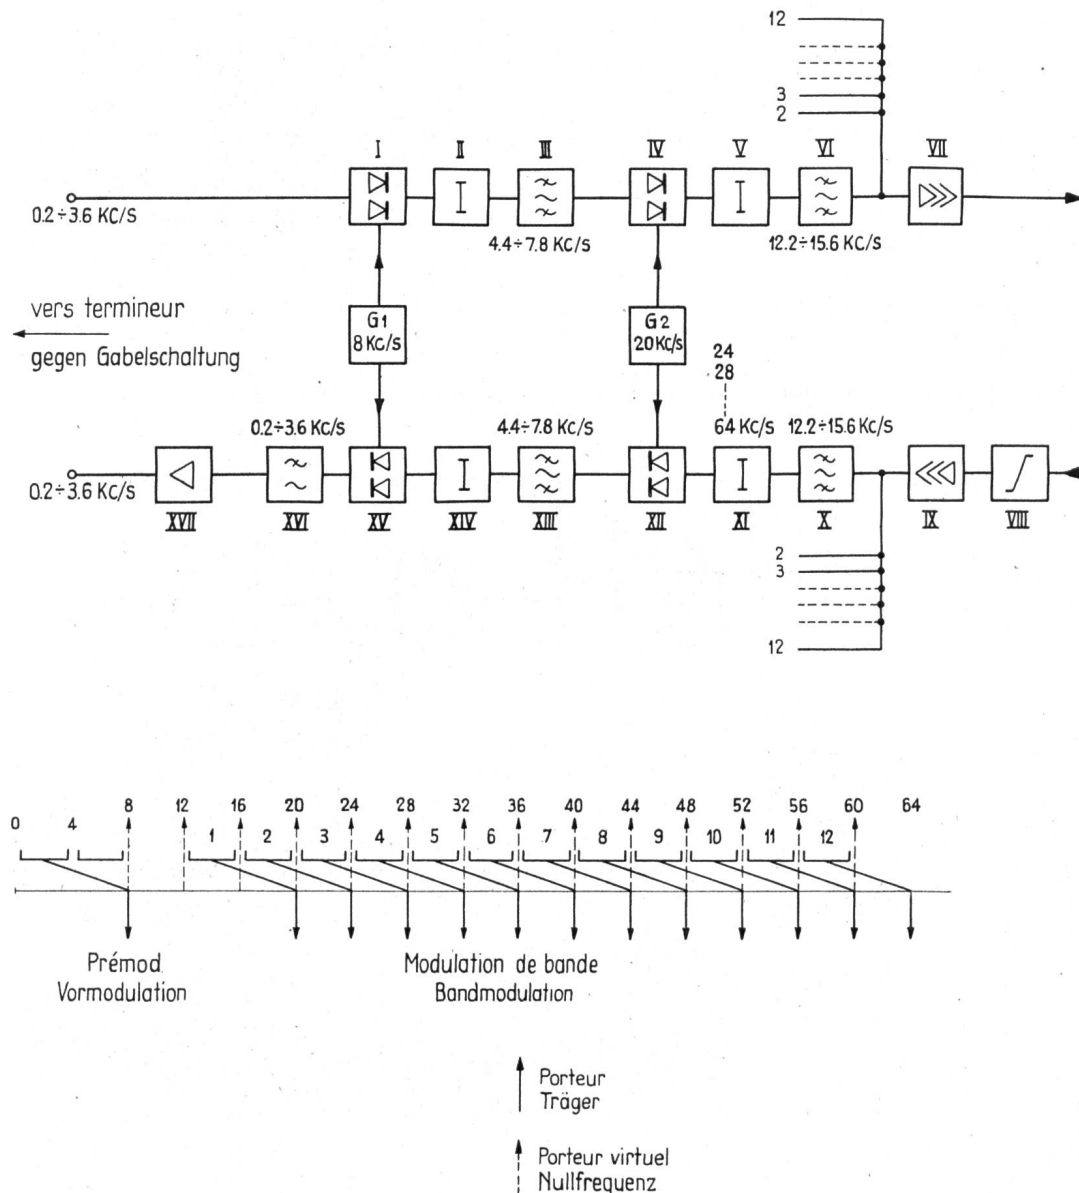 12
3
2
I II III IV V VI VII
0.2÷3.6 KC/S
4.4÷7.8 KC/S
12.2÷15.6 KC/S
vers termineur
gegen Gabelschaltung
G1
8 KC/s
G2
20 KC/s
24
28
64 KC/s
0.2÷3.6 KC/s
4.4÷7.8 KC/s
12.2÷15.6 KC/s
0.2÷3.6 KC/s
XVII XVI XV XIV XIII XII XI X IX VIII
2
3
12
0 4 8 12 16 20 24 28 32 36 40 44 48 52 56 60 64
1 2 3 4 5 6 7 8 9 10 11 12
Prémod.
Vormodulation
Modulation de bande
Bandmodulation
Porteur
Träger
Porteur virtuel
Nullfrequenz